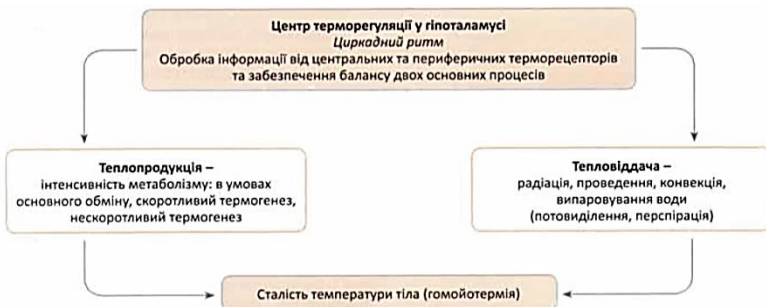 Центр терморегуляції у гіпоталамусі
Циркадний ритм
Обробка інформації від центральних та периферичних терморецепторів
та забезпечення балансу двох основних процесів
Теплопродукція –
інтенсивність метаболізму: в умовах
основного обміну, скоротливий термогенез,
нескоротливий термогенез
Тепловіддача –
радіація, проведення, конвекція,
випаровування води
(потовиділення, перспірація)
Сталість температури тіла (гомойотермія)